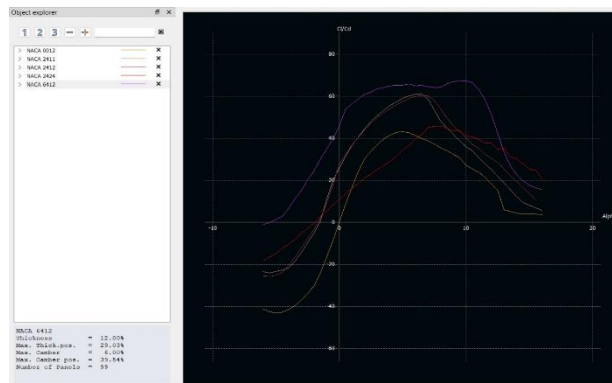 Object explorer
1 2 3
NACA 0012
NACA 2411
NACA 2412
NACA 2424
NACA 6412
NACA 6412
Thickness = 12.00%
Max. Thick.pos. = 29.03%
Max. Camber = 6.00%
Max. Camber pos. = 39.54%
Number of Panels = 99
Cl/Cd
80
60
40
20
0
-20
-40
-60
-10
0
10
20
Alph